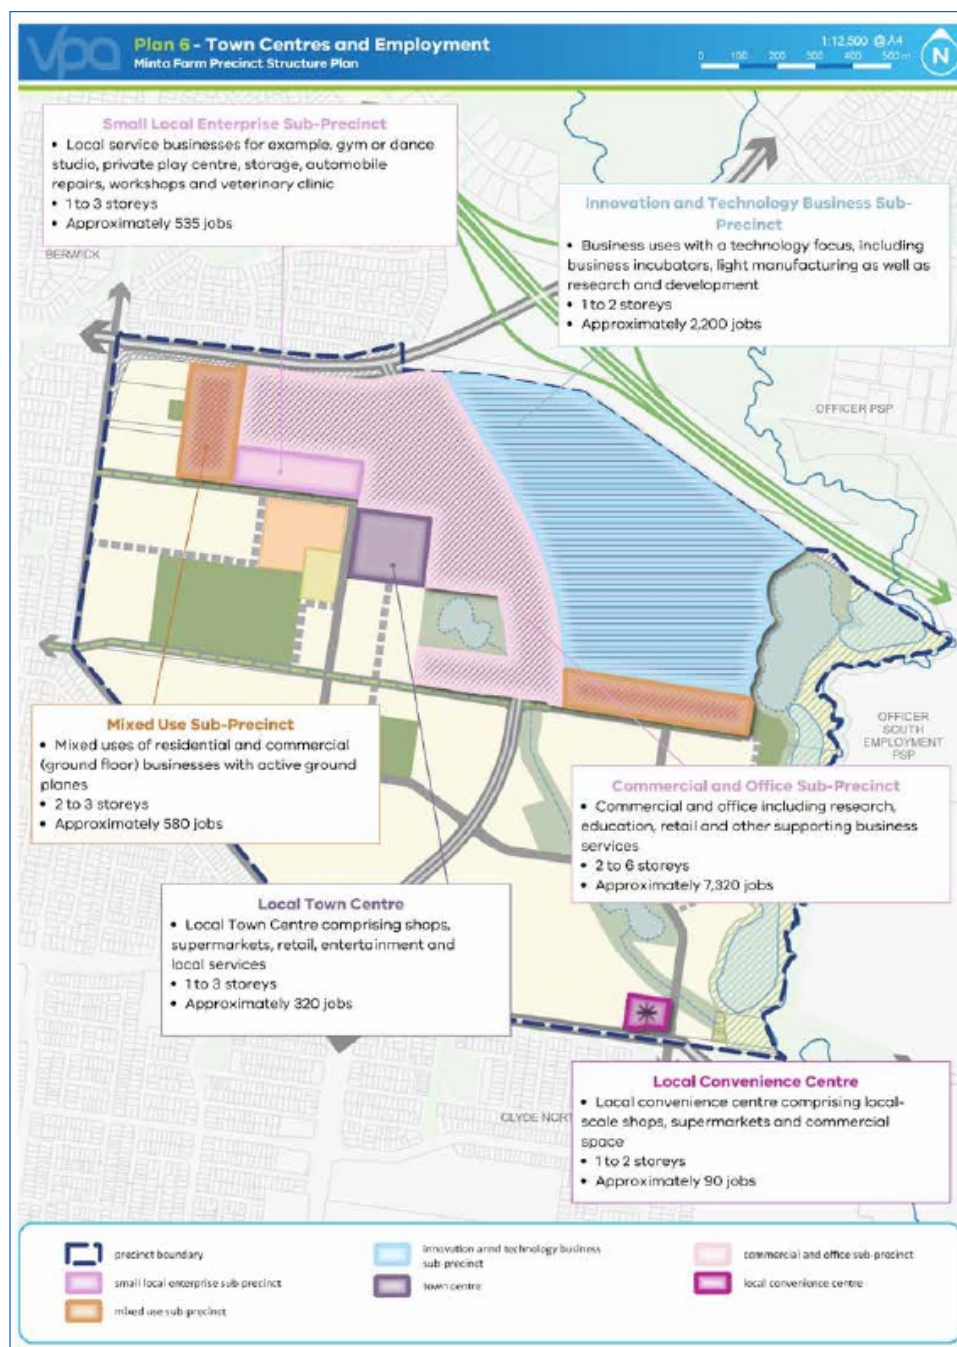 vpa
Plan 6 - Town Centres and Employment
Minta Farm Precinct Structure Plan
1:12,500 @ A4
0 100 200 300 400 500 m
N
Small Local Enterprise Sub-Precinct
• Local service businesses for example, gym or dance
studio, private play centre, storage, automobile
repairs, workshops and veterinary clinic
• 1 to 3 storeys
• Approximately 535 jobs
Innovation and Technology Business Sub-
Precinct
• Business uses with a technology focus, including
business incubators, light manufacturing as well as
research and development
• 1 to 2 storeys
• Approximately 2,200 jobs
BERWICK
OFFICER PSP
OFFICER
SOUTH
EMPLOYMENT
PSP
Mixed Use Sub-Precinct
• Mixed uses of residential and commercial
(ground floor) businesses with active ground
planes
• 2 to 3 storeys
• Approximately 580 jobs
Commercial and Office Sub-Precinct
• Commercial and office including research,
education, retail and other supporting business
services
• 2 to 6 storeys
• Approximately 7,320 jobs
Local Town Centre
• Local Town Centre comprising shops,
supermarkets, retail, entertainment and
local services
• 1 to 3 storeys
• Approximately 320 jobs
Local Convenience Centre
• Local convenience centre comprising local-
scale shops, supermarkets and commercial
space
• 1 to 2 storeys
• Approximately 90 jobs
CLYDE NORT
precinct boundary
small local enterprise sub-precinct
mixed use sub-precinct
innovation arnd technology business
sub-precinct
town centre
commercial and office sub-precinct
local convenience centre